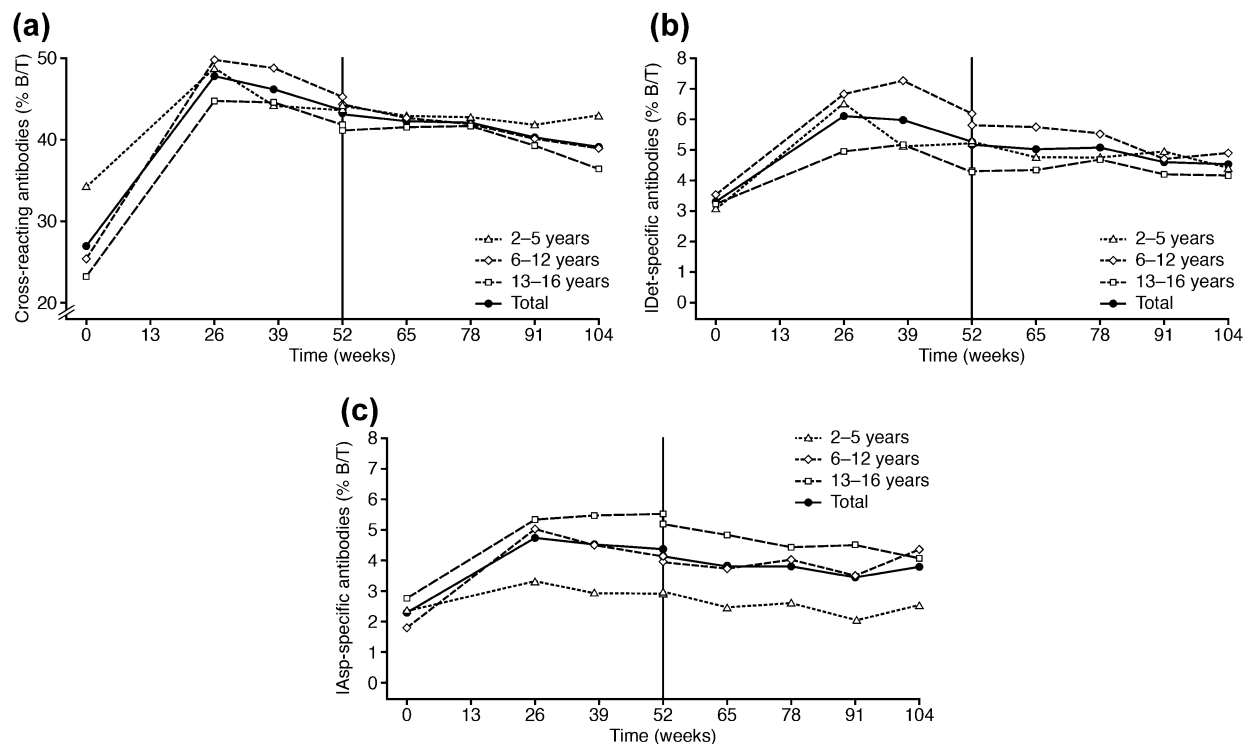 (a)
Cross-reacting antibodies (% B/T)
50
40
30
20
0 13 26 39 52 65 78 91 104
Time (weeks)
2–5 years
6–12 years
13–16 years
Total
(b)
IDet-specific antibodies (% B/T)
8
7
6
5
4
3
2
1
0
0 13 26 39 52 65 78 91 104
Time (weeks)
2–5 years
6–12 years
13–16 years
Total
(c)
IAsp-specific antibodies (% B/T)
8
7
6
5
4
3
2
1
0
0 13 26 39 52 65 78 91 104
Time (weeks)
2–5 years
6–12 years
13–16 years
Total